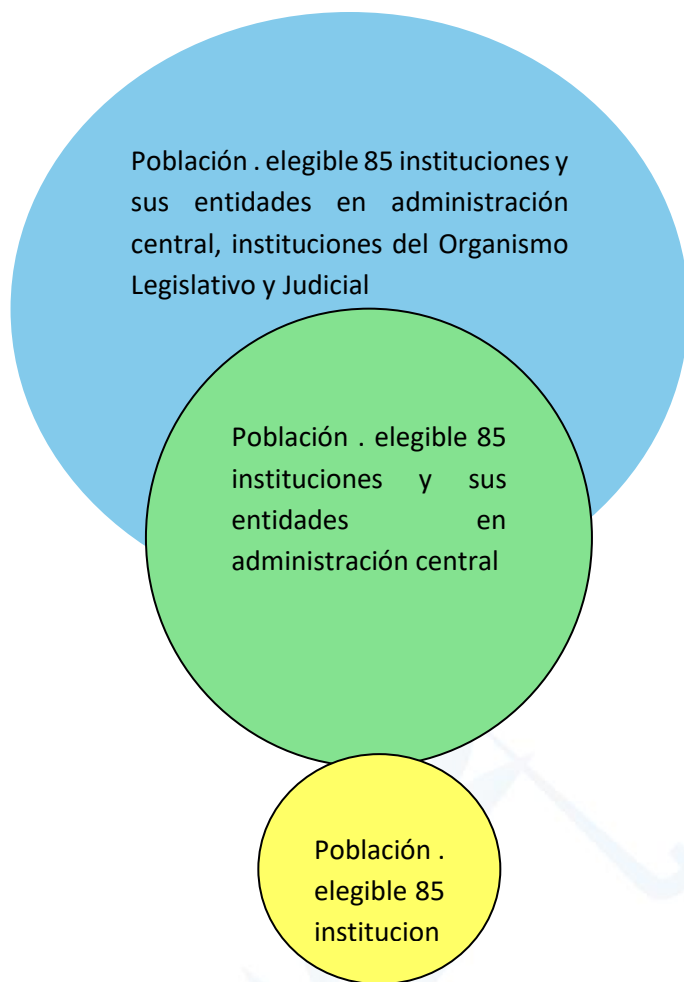 Población . elegible 85 instituciones y
sus entidades en administración
central, instituciones del Organismo
Legislativo y Judicial
Población . elegible 85
instituciones y sus
entidades en
administración central
Población .
elegible 85
institucion